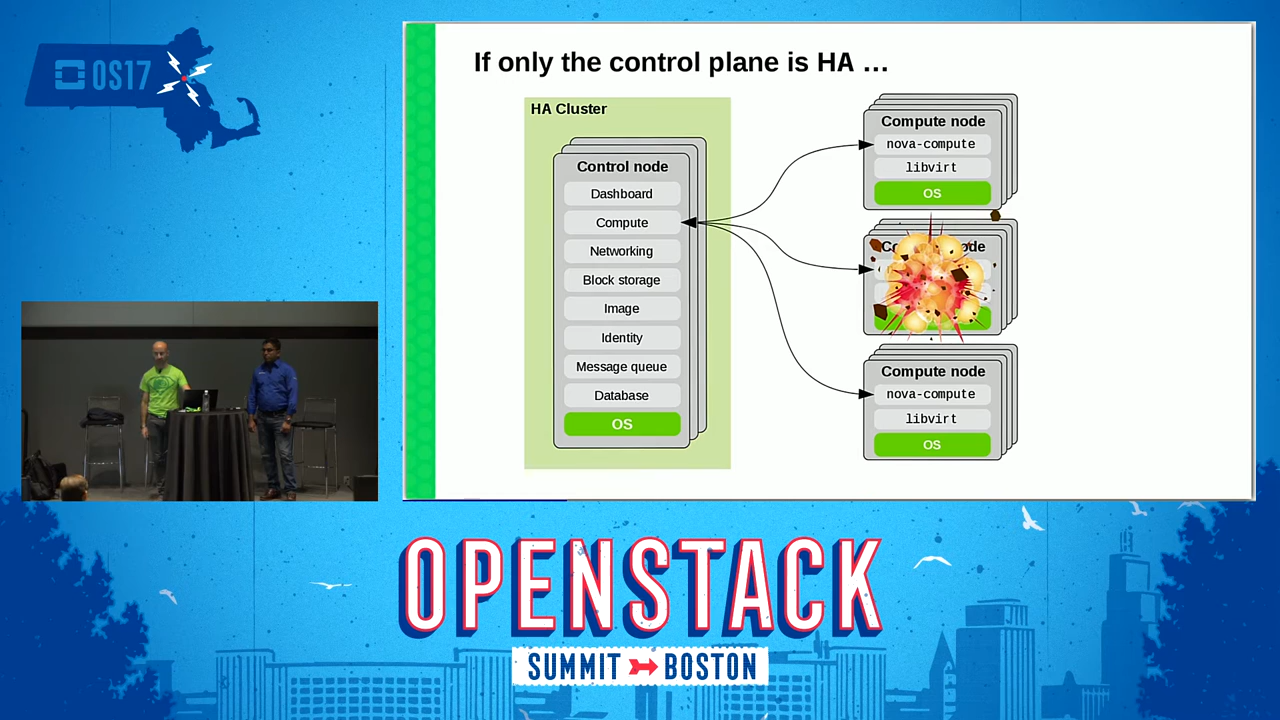 OS17
If only the control plane is HA ...
HA Cluster
Control node
Dashboard
Compute
Networking
Block storage
Image
Identity
Message queue
Database
OS
Compute node
nova-compute
libvirt
OS
Compute node
nova-compute
libvirt
OS
OPENSTACK
SUMMIT BOSTON